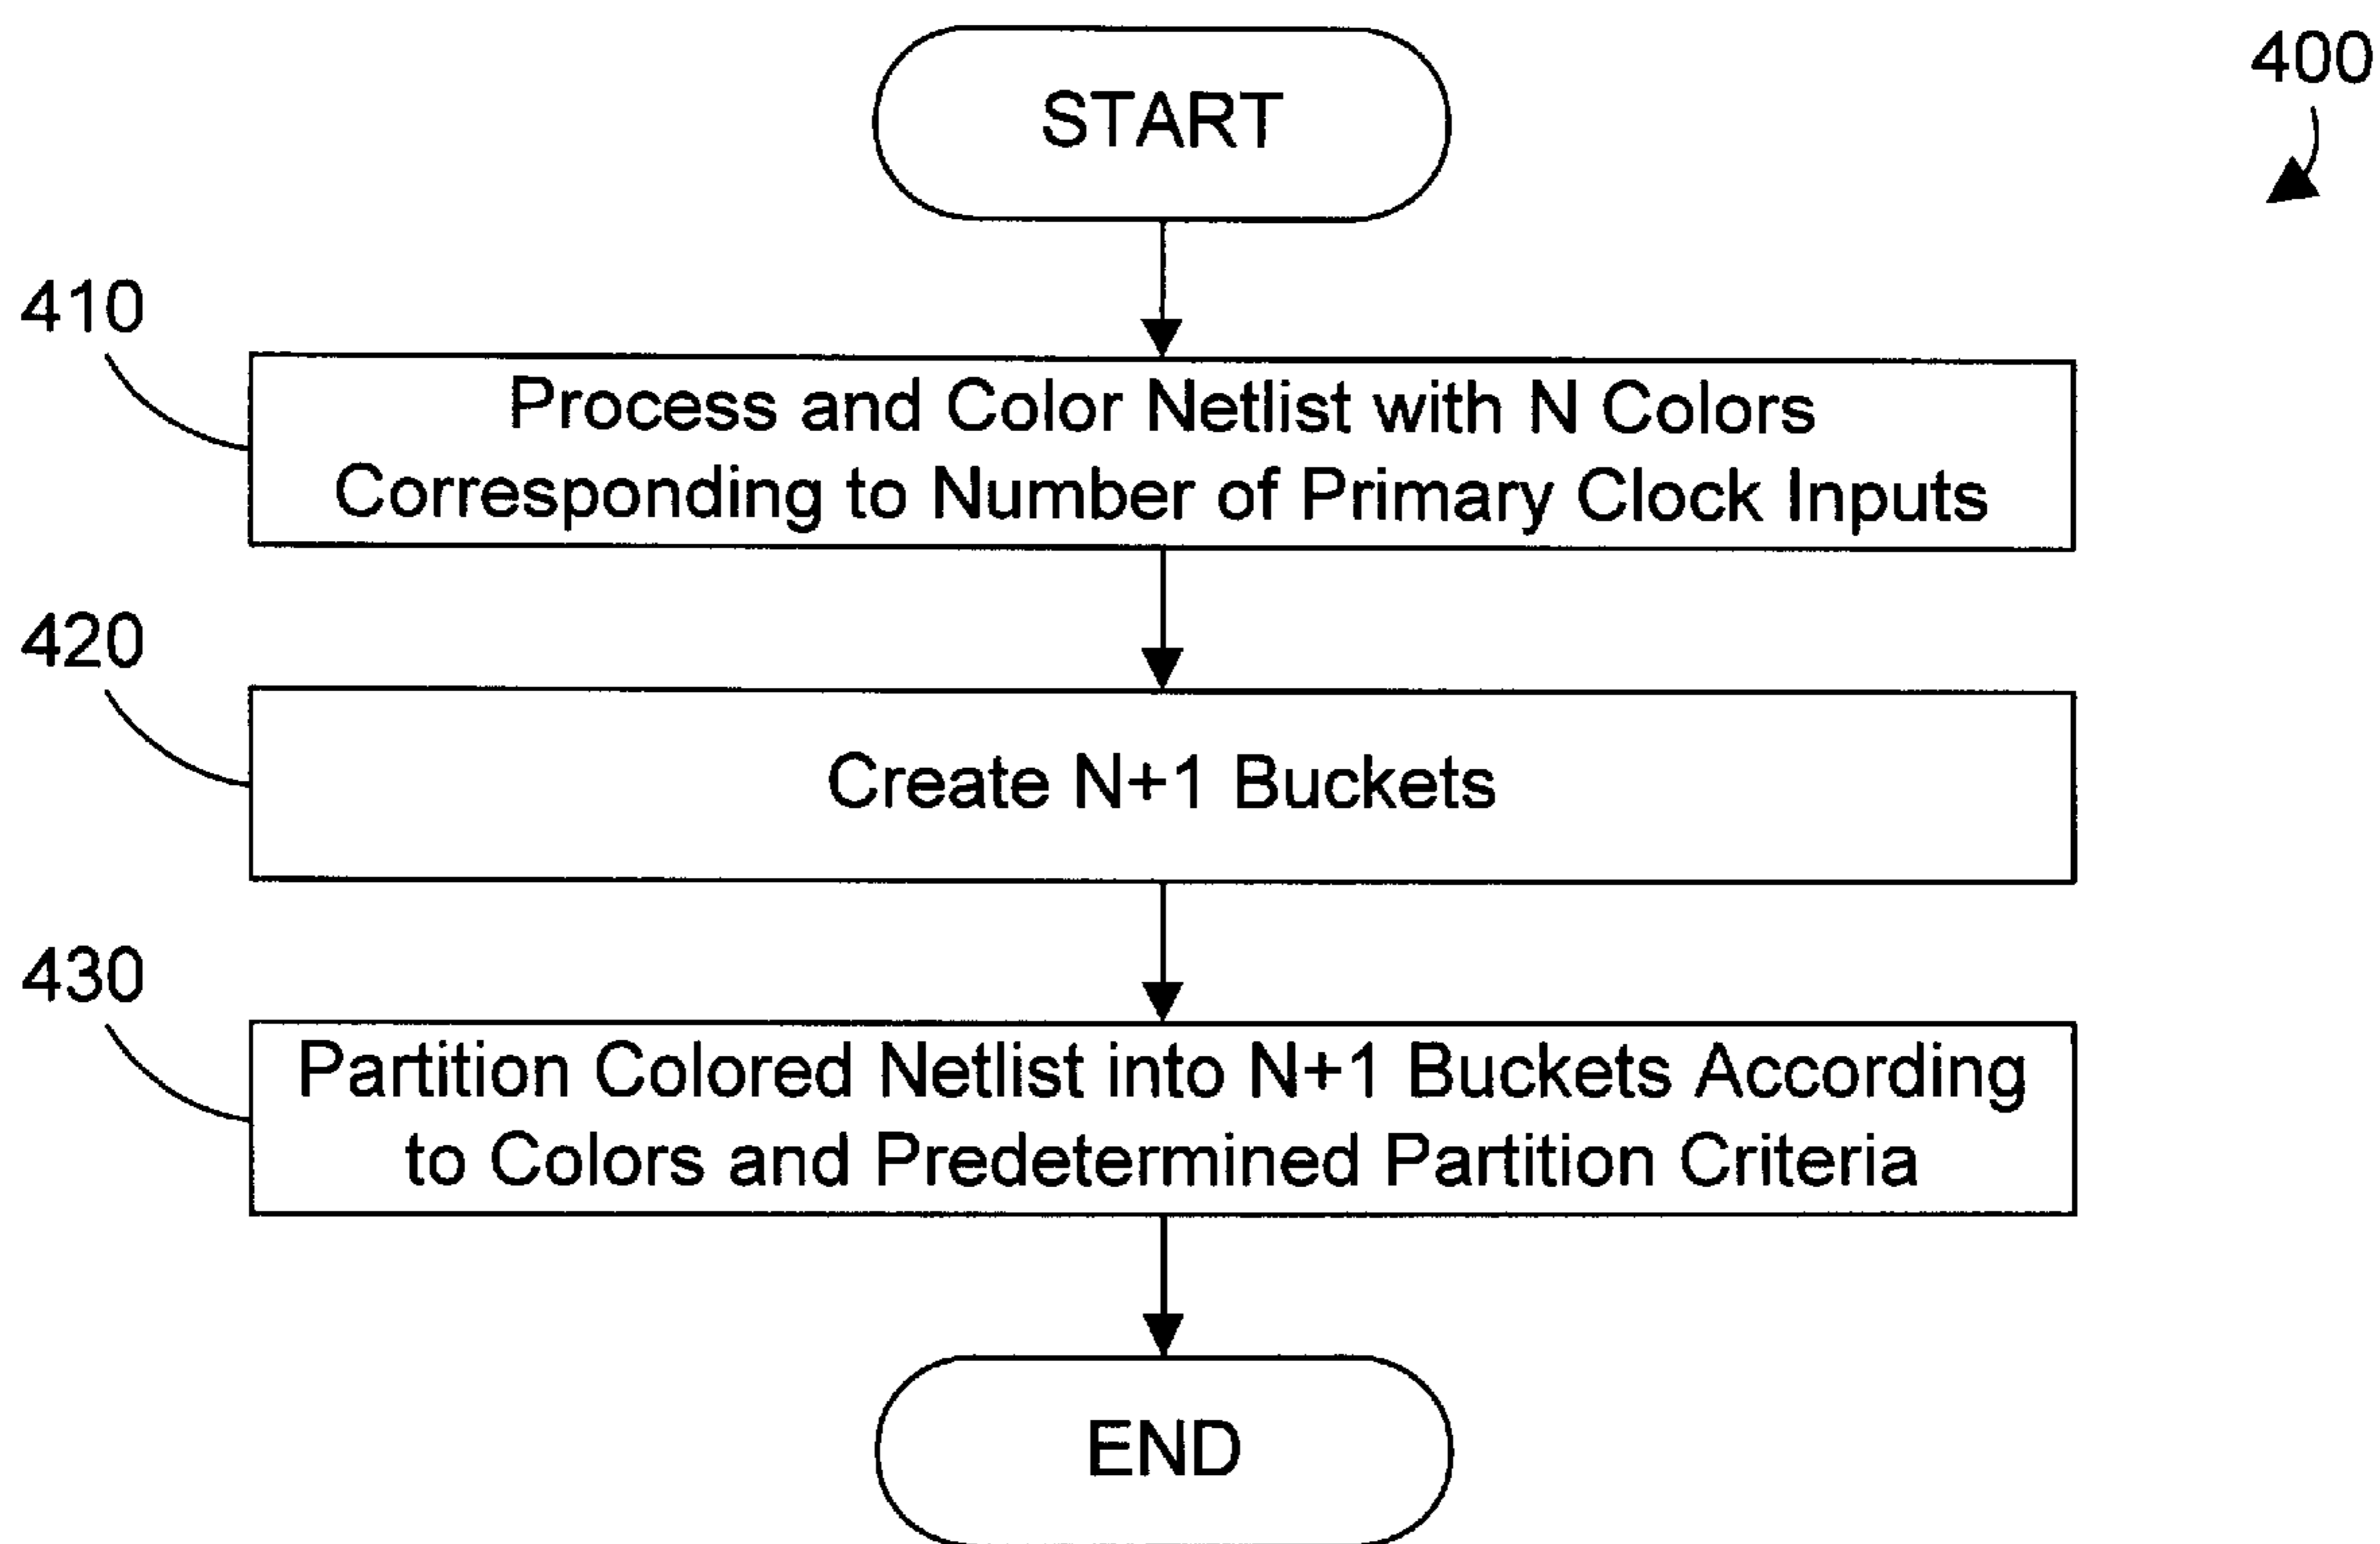 START
400
410
Process and Color Netlist with N Colors
Corresponding to Number of Primary Clock Inputs
420
Create N+1 Buckets
430
Partition Colored Netlist into N+1 Buckets According
to Colors and Predetermined Partition Criteria
END